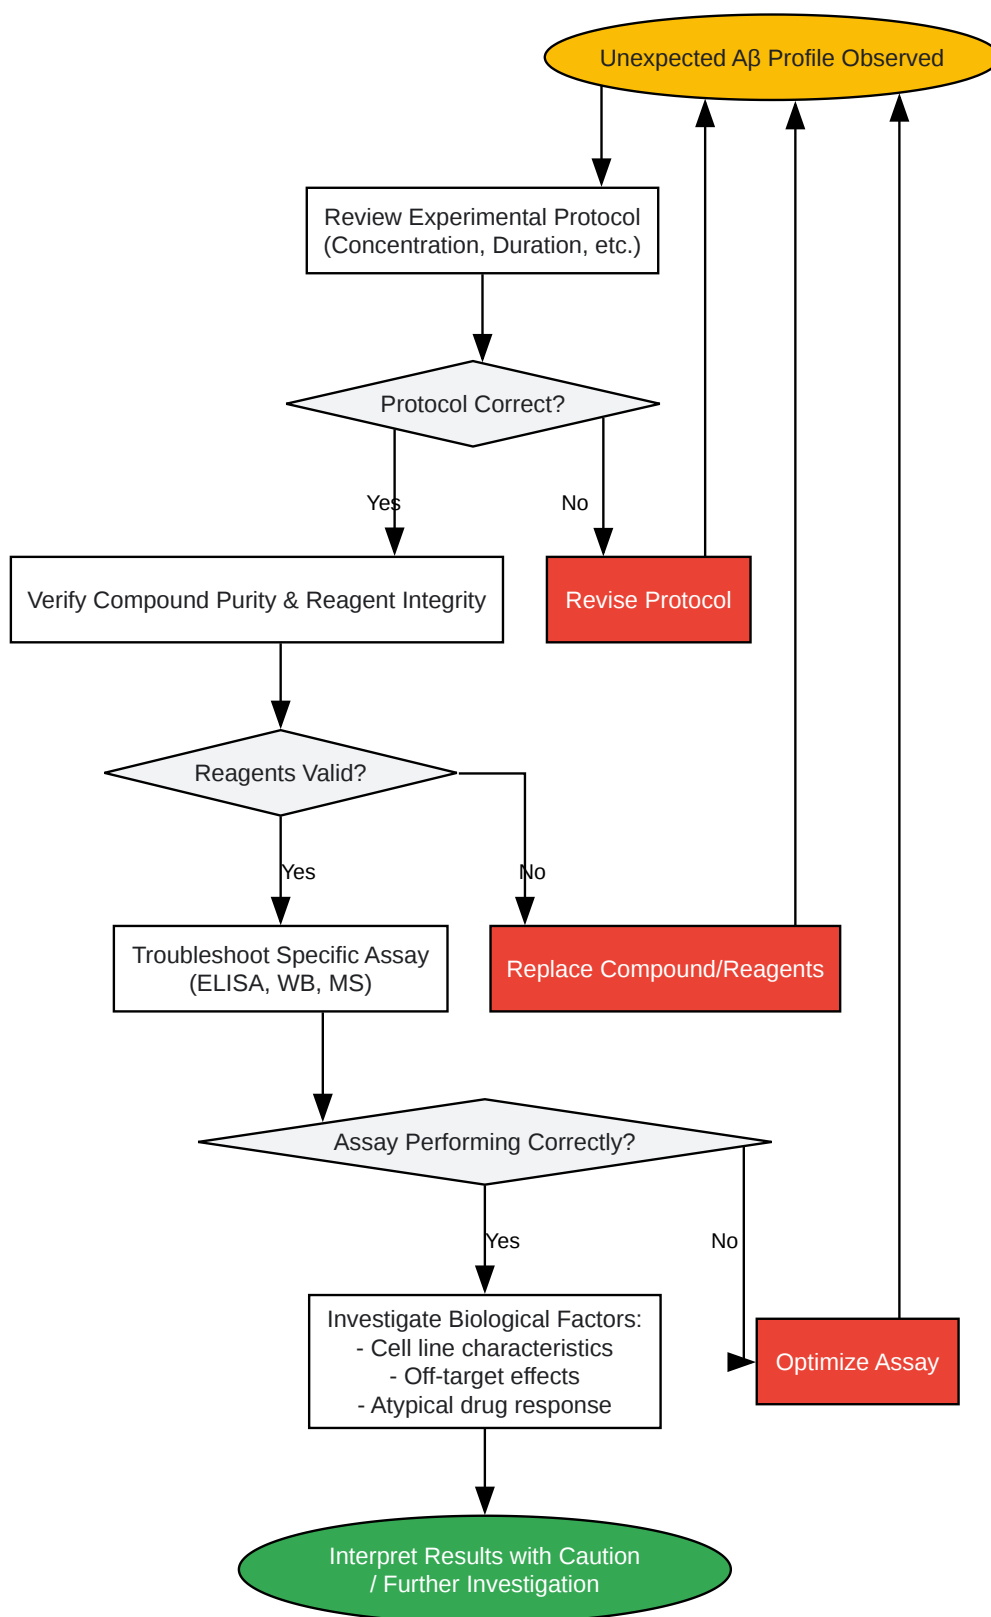 Unexpected Aβ Profile Observed
Review Experimental Protocol
(Concentration, Duration, etc.)
Protocol Correct?
Yes
No
Verify Compound Purity & Reagent Integrity
Revise Protocol
Reagents Valid?
Yes
No
Troubleshoot Specific Assay
(ELISA, WB, MS)
Replace Compound/Reagents
Assay Performing Correctly?
Yes
No
Investigate Biological Factors:
- Cell line characteristics
- Off-target effects
- Atypical drug response
Optimize Assay
Interpret Results with Caution
/ Further Investigation